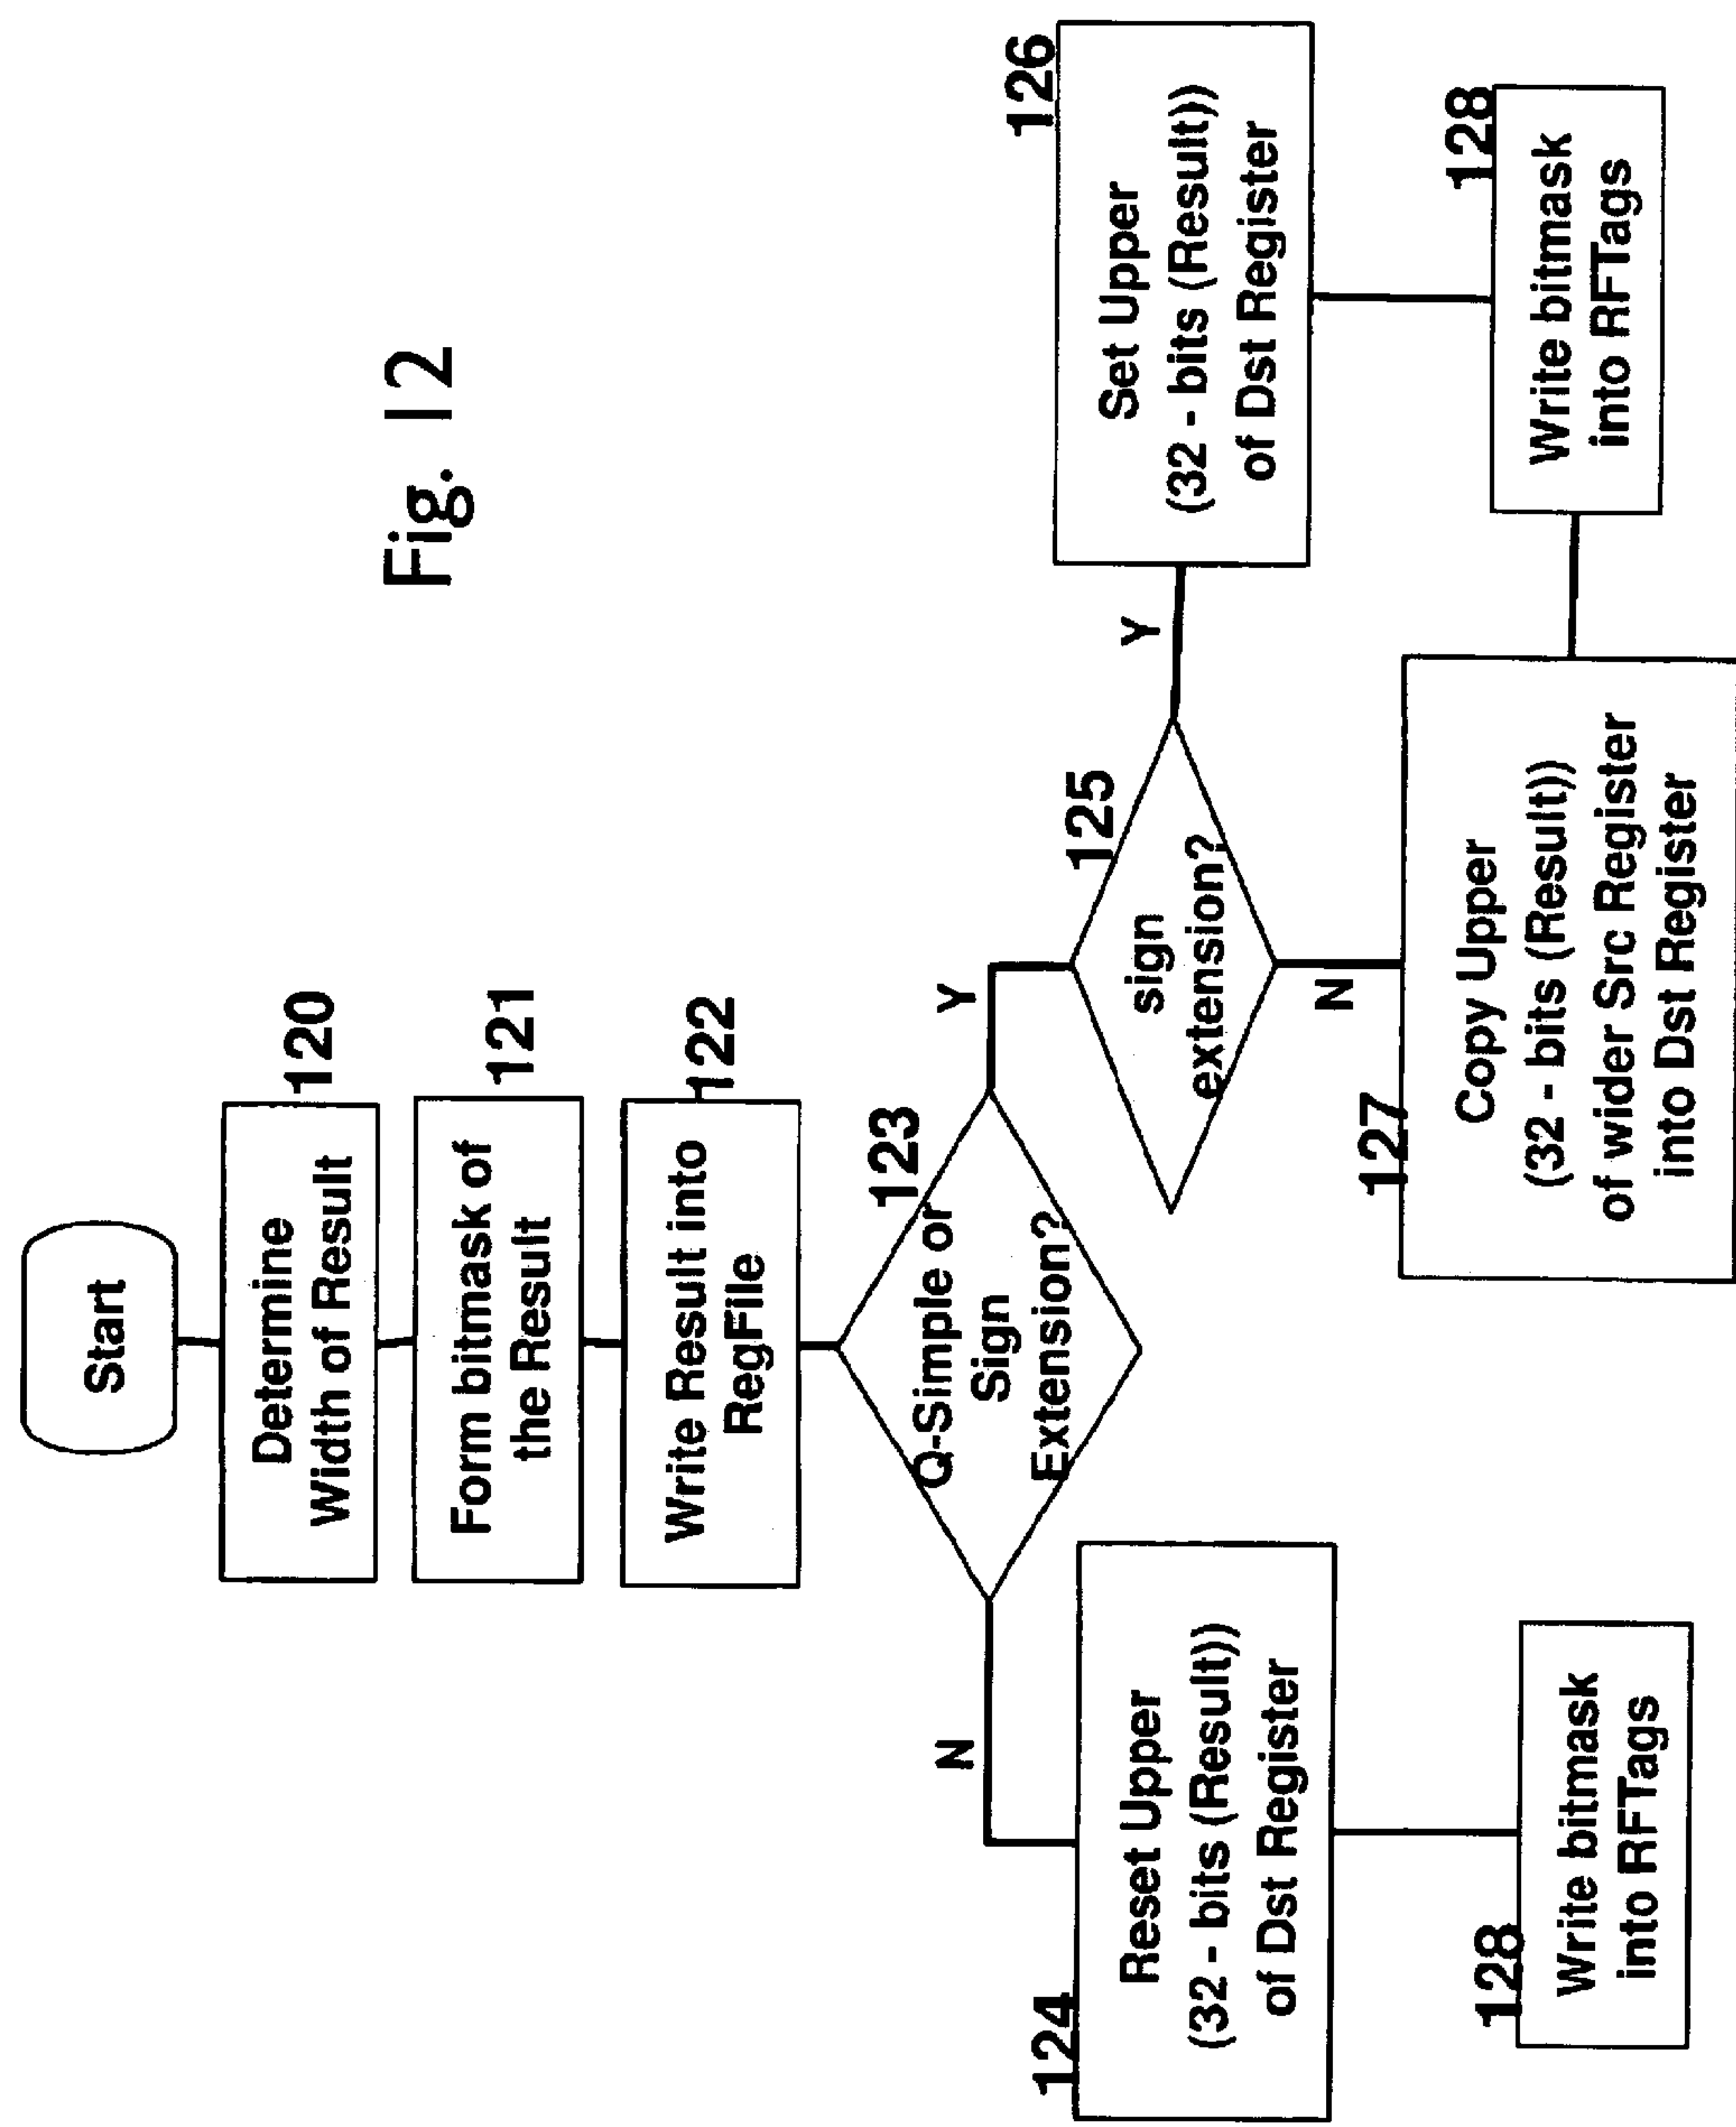 Fig. 12
Start
120
Determine
Width of Result
121
Form bitmask of
the Result
122
Write Result into
RegFile
123
Q-Simple or
Sign
Extension?
N
Y
124
Reset Upper
(32 - bits (Result))
of Dst Register
128
Write bitmask
into RFTags
125
sign
extension?
Y
N
126
Set Upper
(32 - bits (Result))
of Dst Register
127
Copy Upper
(32 - bits (Result))
of wider Src Register
into Dst Register
128
Write bitmask
into RFTags